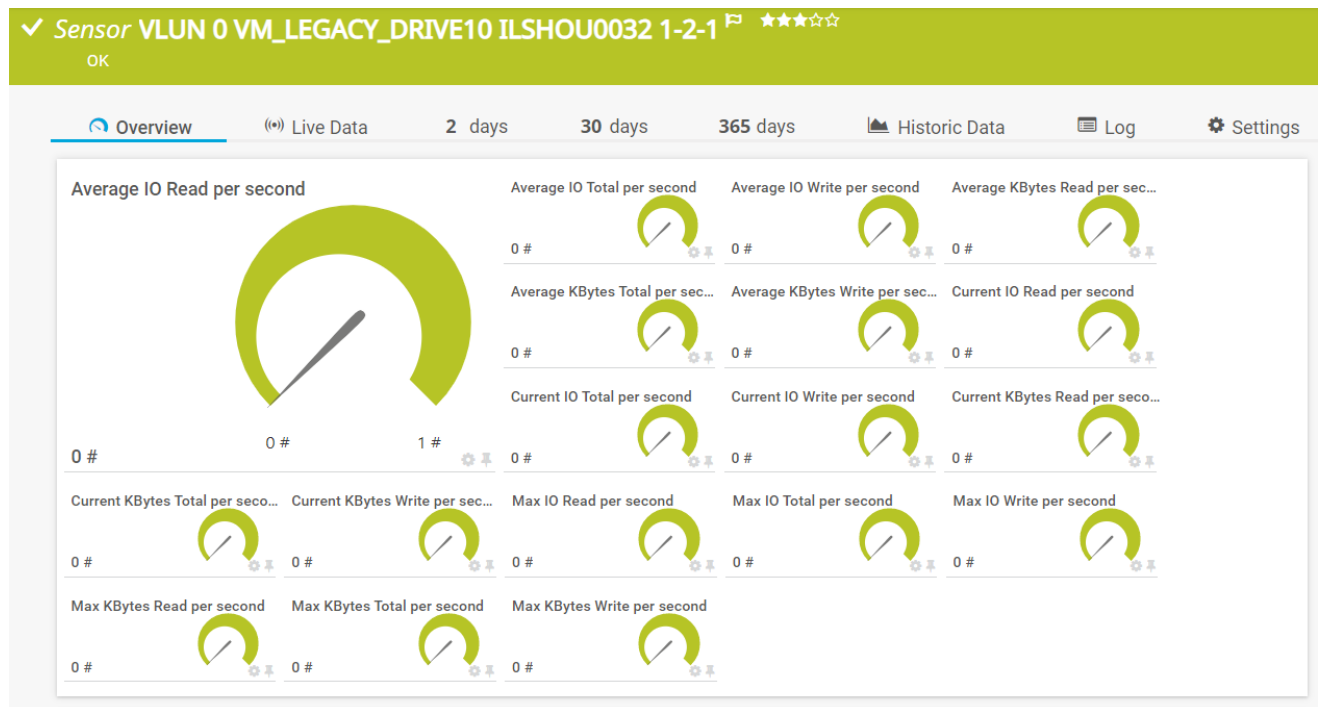 Sensor VLUN 0 VM_LEGACY_DRIVE10 ILSHOU0032 1-2-1
OK
Overview
Live Data
2 days
30 days
365 days
Historic Data
Log
Settings
Average IO Read per second
0 #
1 #
0 #
Average IO Total per second
0 #
Average IO Write per second
0 #
Average KBytes Read per sec...
0 #
Average KBytes Total per sec...
0 #
Average KBytes Write per sec...
0 #
Current IO Read per second
0 #
Current IO Total per second
0 #
Current IO Write per second
0 #
Current KBytes Read per seco...
0 #
Current KBytes Total per seco...
0 #
Current KBytes Write per sec...
0 #
Max IO Read per second
0 #
Max IO Total per second
0 #
Max IO Write per second
0 #
Max KBytes Read per second
0 #
Max KBytes Total per second
0 #
Max KBytes Write per second
0 #